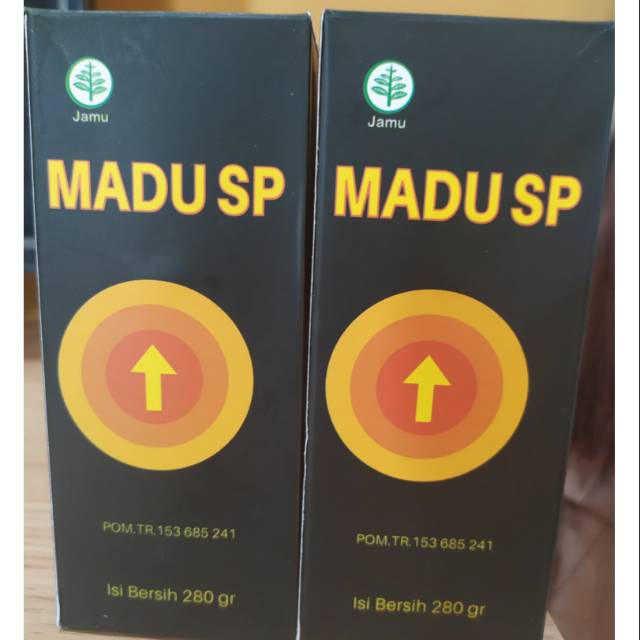 Jamu
MADU SP
POM.TR.153 685 241
Isi Bersih 280 gr
Jamu
MADU SP
POM.TR.153 685 241
Isi Bersih 280 gr